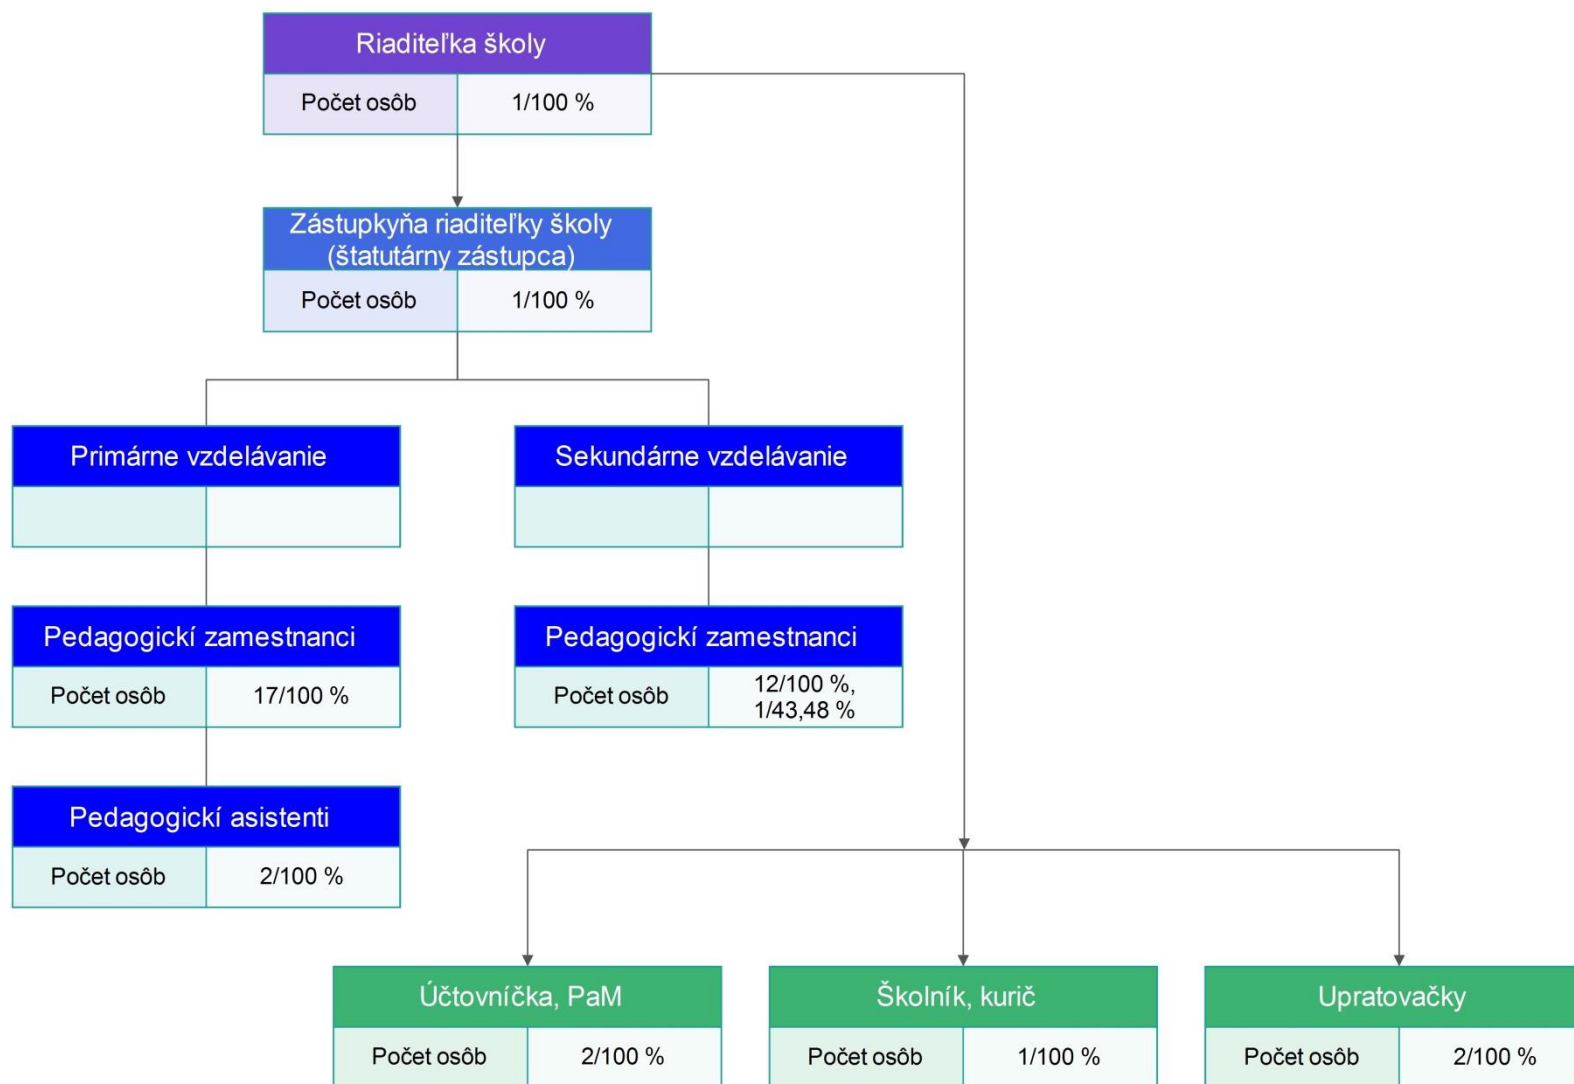 Riaditeľka školy
Počet osôb 1/100 %
Zástupkyňa riaditeľky školy
(štatutárny zástupca)
Počet osôb 1/100 %
Primárne vzdelávanie
Sekundárne vzdelávanie
Pedagogickí zamestnanci
Počet osôb 17/100 %
Pedagogickí zamestnanci
Počet osôb 12/100 %,
1/43,48 %
Pedagogickí asistenti
Počet osôb 2/100 %
Účtovníčka, PaM
Počet osôb 2/100 %
Školník, kurič
Počet osôb 1/100 %
Upratovačky
Počet osôb 2/100 %